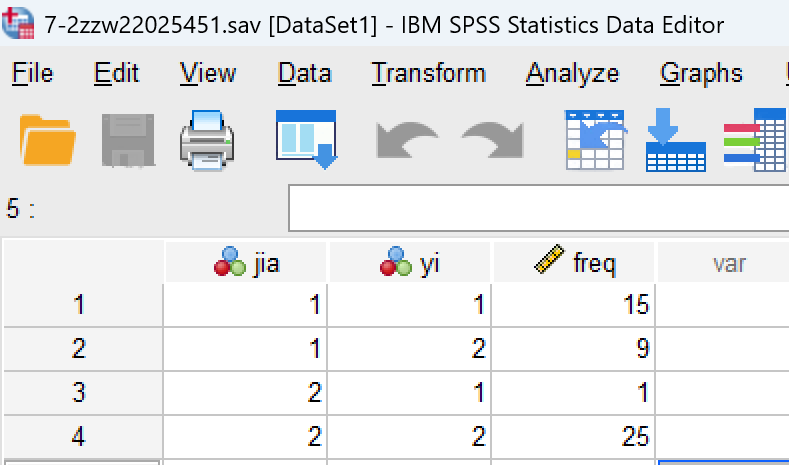 7-2zzw22025451.sav [DataSet1] - IBM SPSS Statistics Data Editor
File Edit View Data Transform Analyze Graphs
5 :
jia yi freq var
1 1 1 15
2 1 2 9
3 2 1 1
4 2 2 25